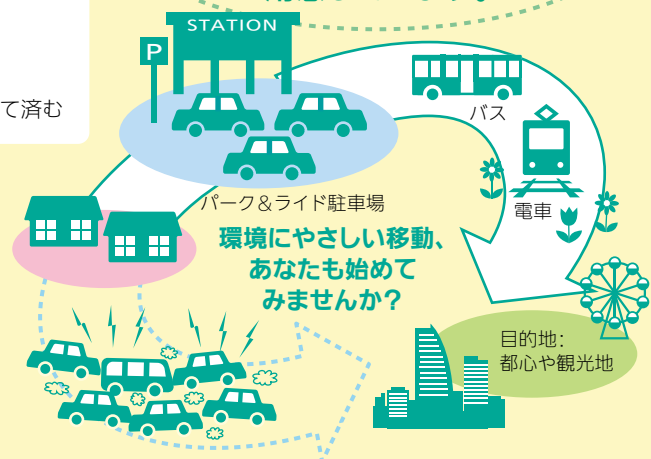 STATION
P
て済む
バス
電車
パーク＆ライド駐車場
環境にやさしい移動、
あなたも始めて
みませんか？
目的地：
都心や観光地